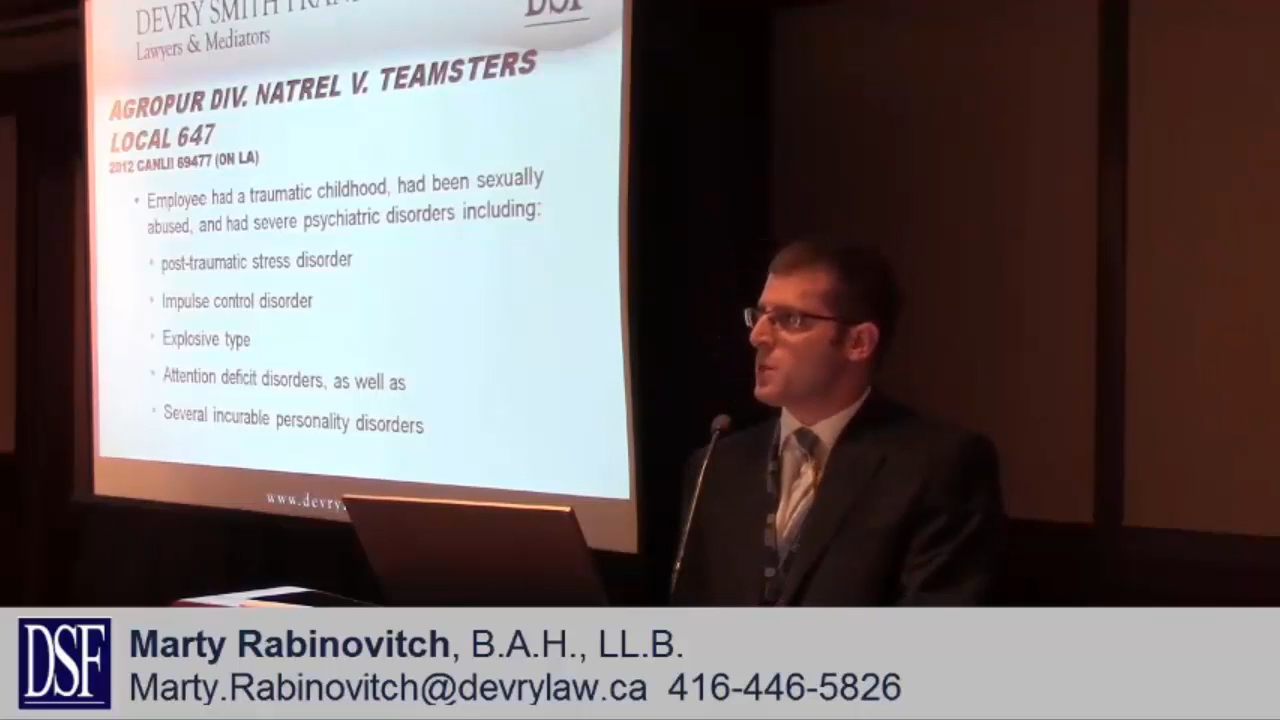 DEVRY SMITH
DSF
Lawyers & Mediators
AGROPUR DIV. NATREL V. TEAMSTERS
LOCAL 647
2012 CANLII 69477 (ON LA)
• Employee had a traumatic childhood, had been sexually
abused, and had severe psychiatric disorders including:
• post-traumatic stress disorder
• Impulse control disorder
• Explosive type
• Attention deficit disorders, as well as
• Several incurable personality disorders
www.devry
DSF
Marty Rabinovitch, B.A.H., LL.B.
Marty.Rabinovitch@devrylaw.ca 416-446-5826